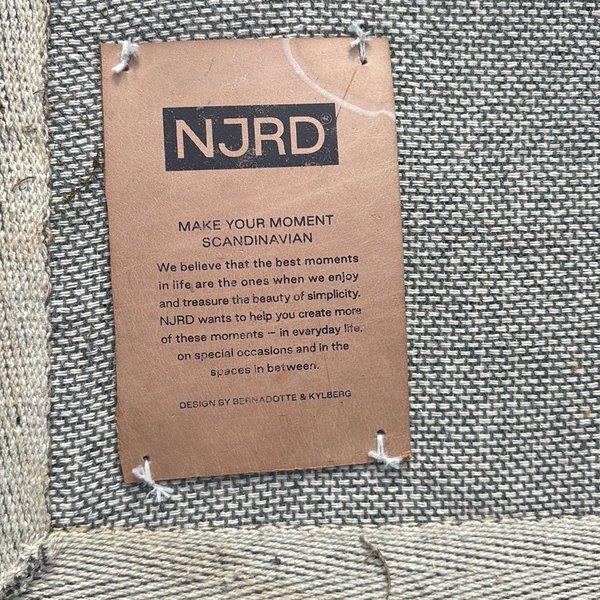 NJRD
MAKE YOUR MOMENT
SCANDINAVIAN
We believe that the best moments
in life are the ones when we enjoy
and treasure the beauty of simplicity.
NJRD wants to help you create more
of these moments – in everyday life,
on special occasions and in the
spaces in between.
DESIGN BY BERNADOTTE & KYLBERG